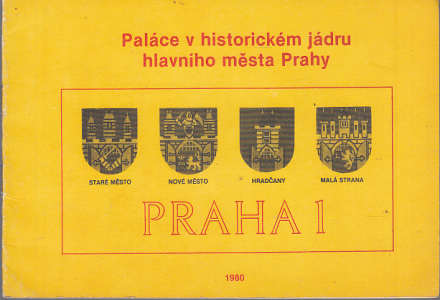 Paláce v historickém jádru
hlavního města Prahy
STARÉ MĚSTO NOVÉ MĚSTO HRADČANY MALÁ STRANA
PRAHA 1
1980